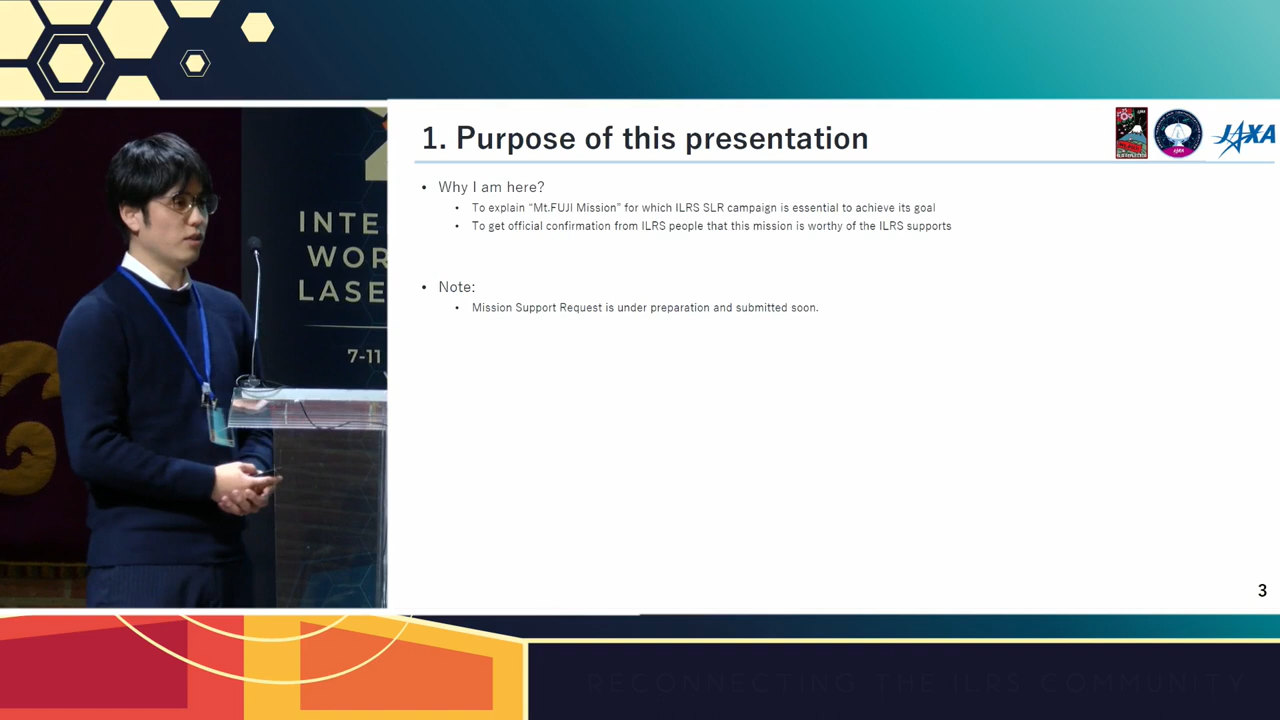 INTE
WOR
LASE
7-11
1. Purpose of this presentation
JAXA
• Why I am here?
• To explain “Mt.FUJI Mission” for which ILRS SLR campaign is essential to achieve its goal
• To get official confirmation from ILRS people that this mission is worthy of the ILRS supports
• Note:
• Mission Support Request is under preparation and submitted soon.
3
RECONNECTING THE ILRS COMMUNITY